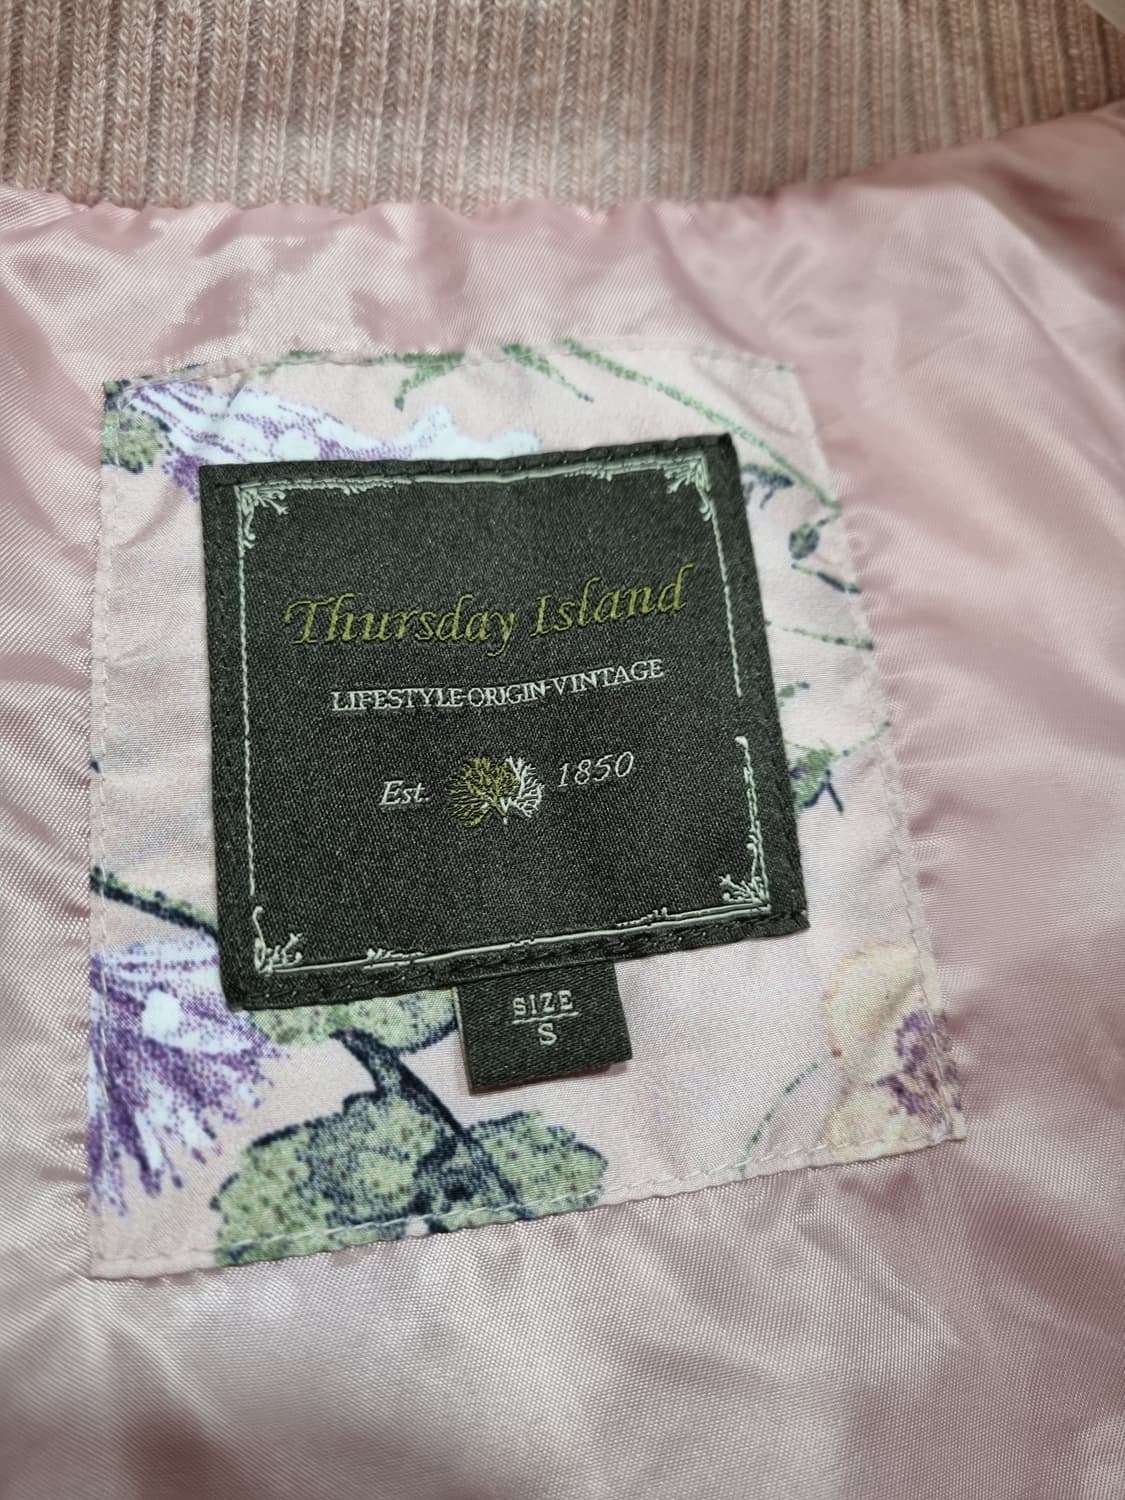 Thursday Island
LIFESTYLE·ORIGIN·VINTAGE
Est. 1850
SIZE
S